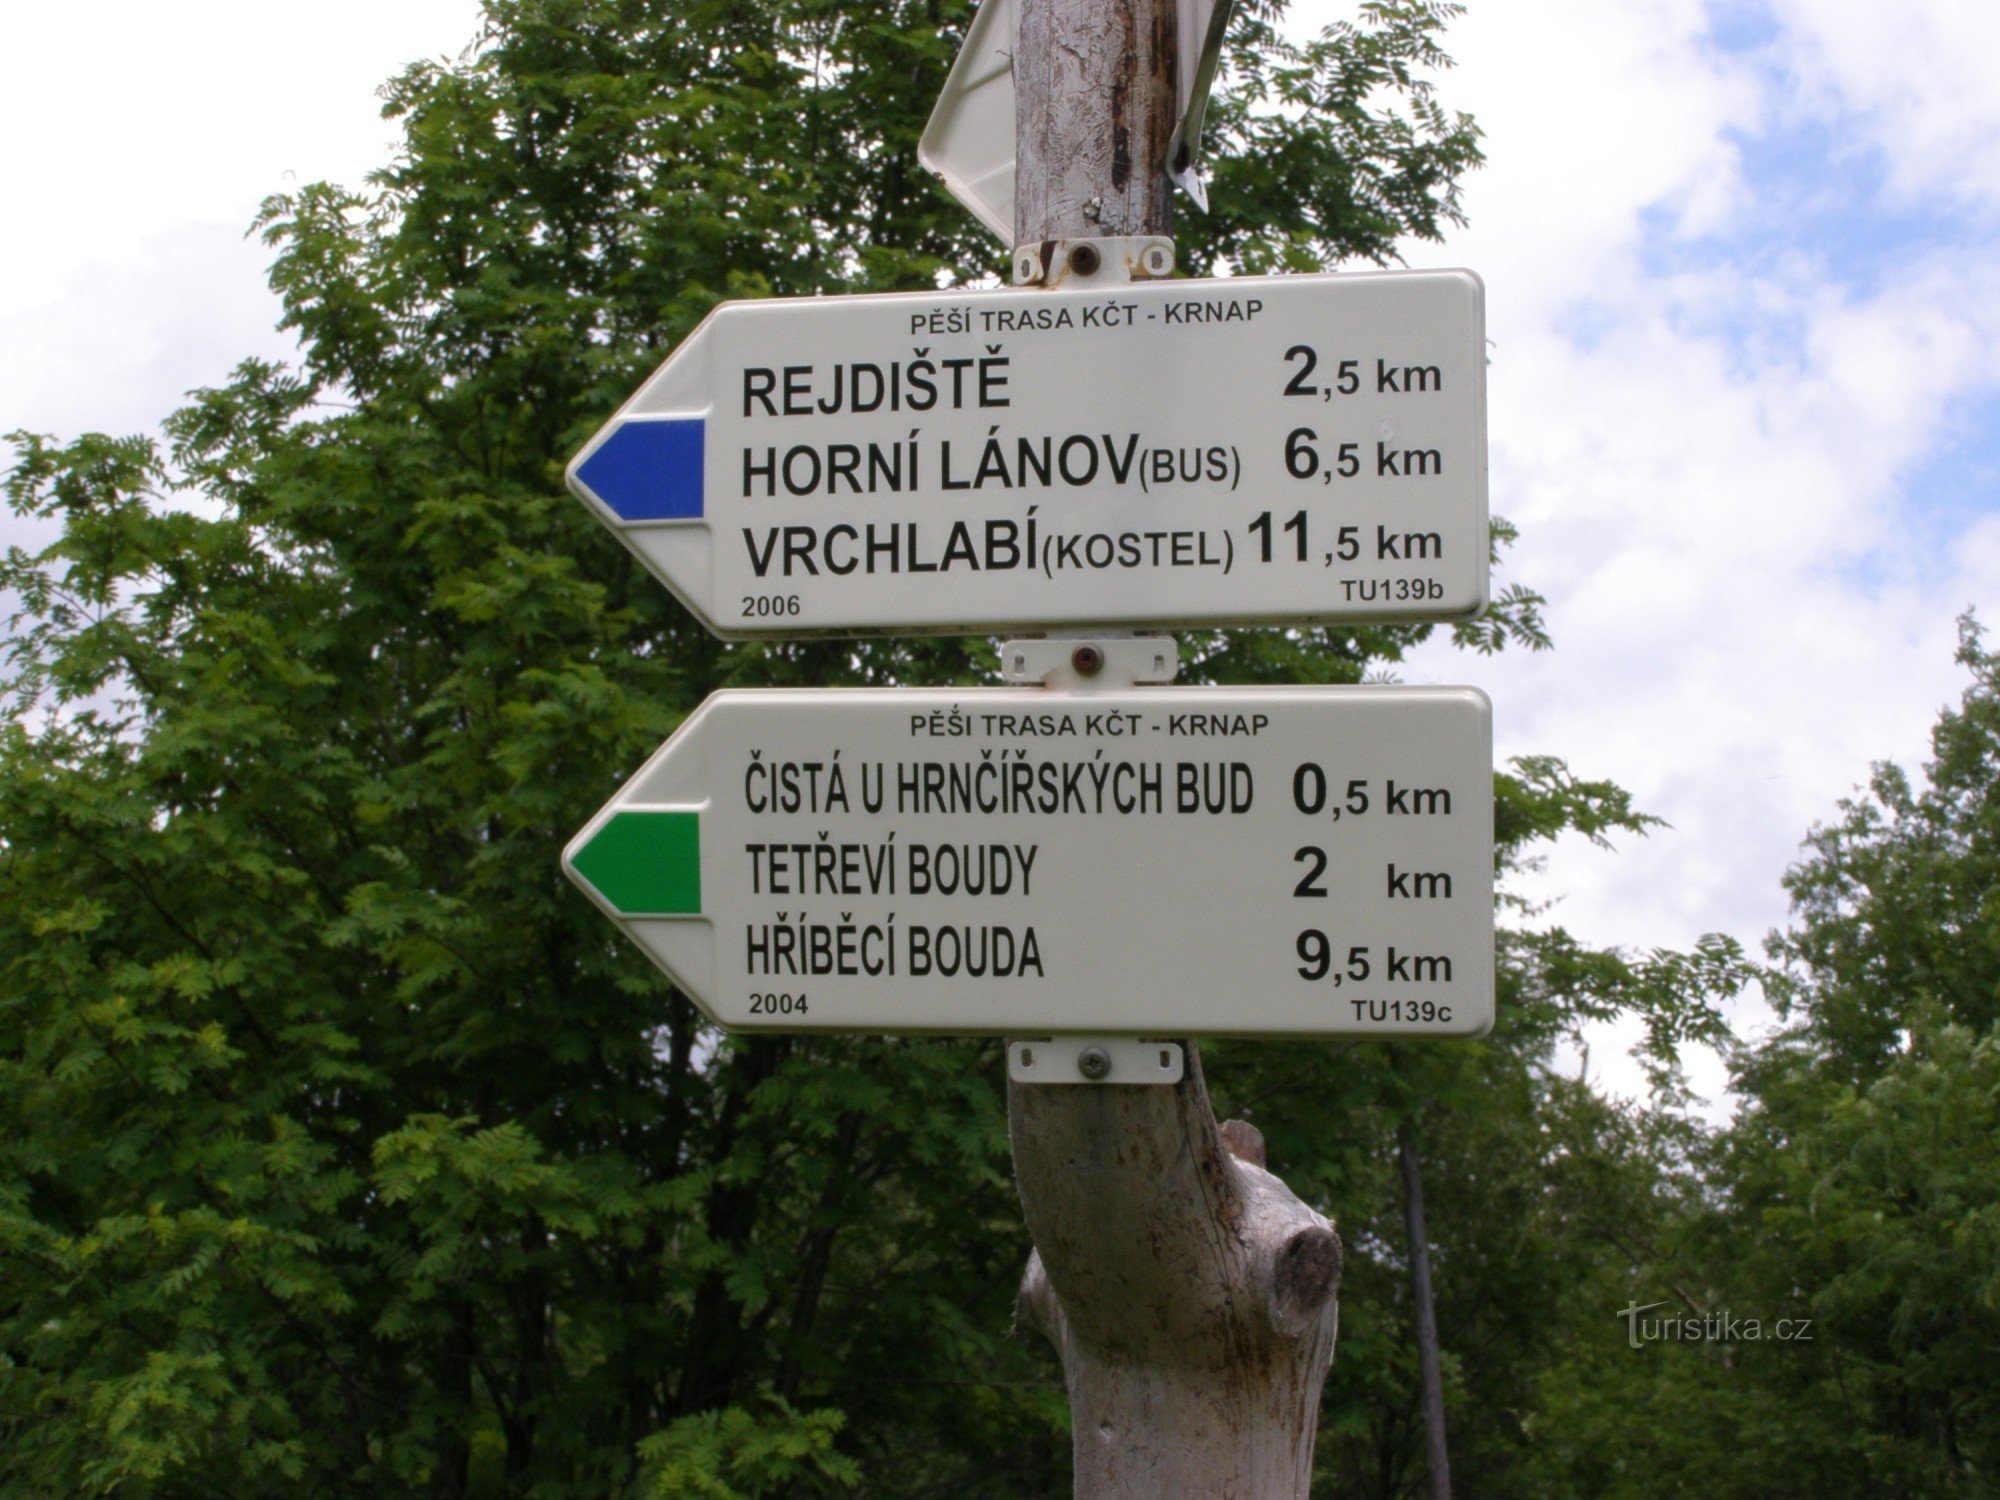 PĚŠÍ TRASA KČT - KRNAP
REJDIŠTĚ 2,5 km
HORNÍ LÁNOV(BUS) 6,5 km
VRCHLABÍ(KOSTEL) 11,5 km
2006 TU139b
PĚŠÍ TRASA KČT - KRNAP
ČISTÁ U HRNČÍŘSKÝCH BUD 0,5 km
TETŘEVÍ BOUDY 2 km
HŘÍBĚCÍ BOUDA 9,5 km
2004 TU139c
Turistika.cz